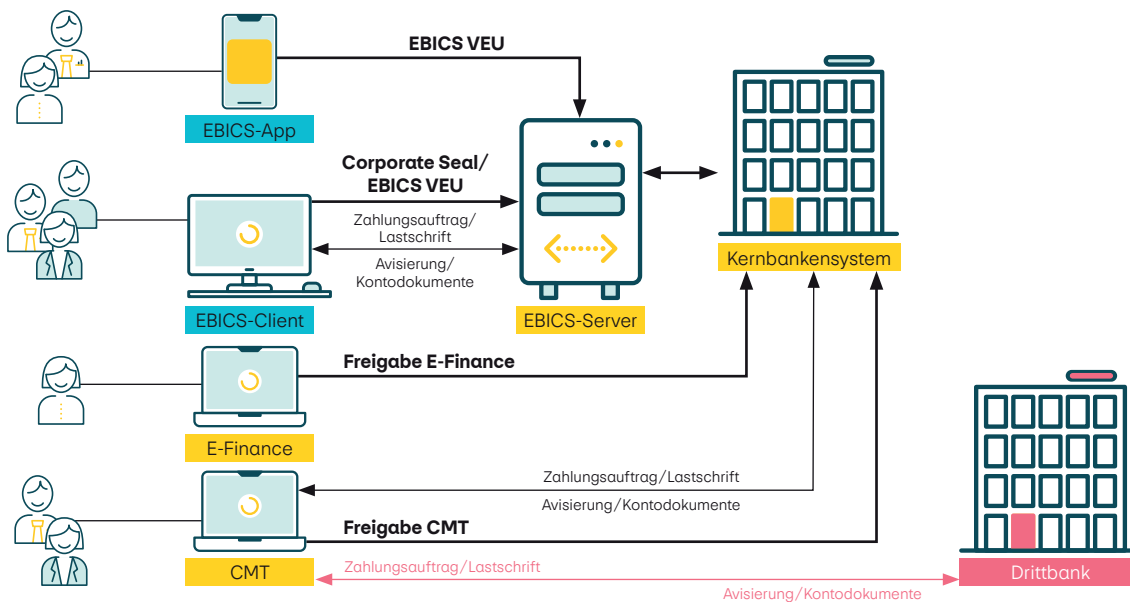 EBICS VEU
EBICS-App
Corporate Seal/
EBICS VEU
Zahlungsauftrag/
Lastschrift
Avisierung/
Kontodokumente
EBICS-Client
EBICS-Server
Kernbankensystem
Freigabe E-Finance
E-Finance
Zahlungsauftrag/Lastschrift
Avisierung/Kontodokumente
Freigabe CMT
CMT
Zahlungsauftrag/Lastschrift
Avisierung/Kontodokumente
Drittbank